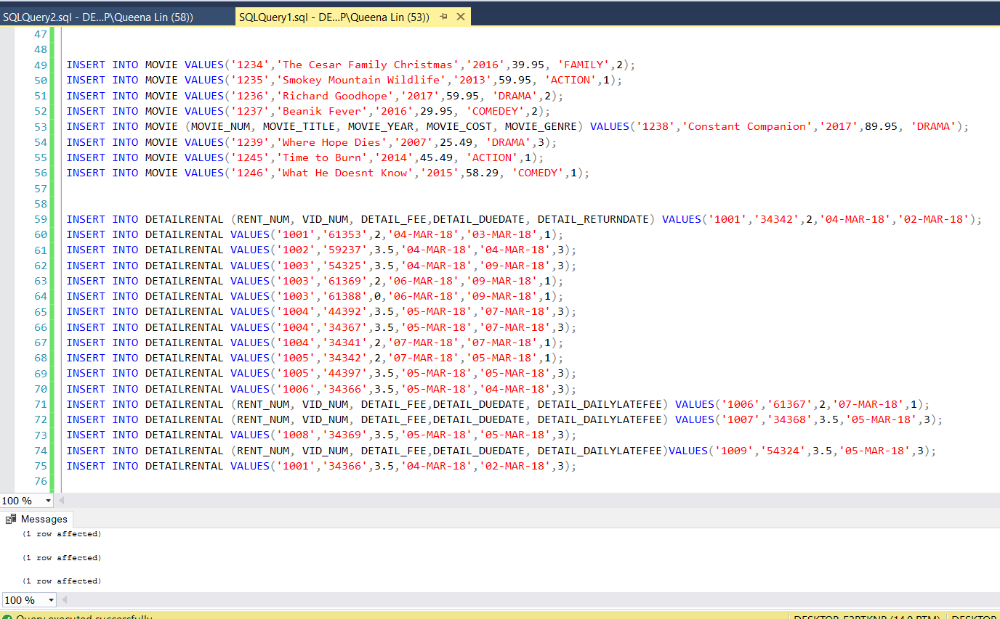 SQLQuery2.sql - DE...P\Queena Lin (58)) SQLQuery1.sql - DE...P\Queena Lin (53))
47
48
49 INSERT INTO MOVIE VALUES('1234','The Cesar Family Christmas','2016',39.95, 'FAMILY',2);
50 INSERT INTO MOVIE VALUES('1235','Smokey Mountain Wildlife','2013',59.95, 'ACTION',1);
51 INSERT INTO MOVIE VALUES('1236','Richard Goodhope','2017',59.95, 'DRAMA',2);
52 INSERT INTO MOVIE VALUES('1237','Beanik Fever','2016',29.95, 'COMEDEY',2);
53 INSERT INTO MOVIE (MOVIE_NUM, MOVIE_TITLE, MOVIE_YEAR, MOVIE_COST, MOVIE_GENRE) VALUES('1238','Constant Companion','2017',89.95, 'DRAMA');
54 INSERT INTO MOVIE VALUES('1239','Where Hope Dies','2007',25.49, 'DRAMA',3);
55 INSERT INTO MOVIE VALUES('1245','Time to Burn','2014',45.49, 'ACTION',1);
56 INSERT INTO MOVIE VALUES('1246','What He Doesnt Know','2015',58.29, 'COMEDY',1);
57
58
59 INSERT INTO DETAILRENTAL (RENT_NUM, VID_NUM, DETAIL_FEE,DETAIL_DUEDATE, DETAIL_RETURNDATE) VALUES('1001','34342',2,'04-MAR-18','02-MAR-18');
60 INSERT INTO DETAILRENTAL VALUES('1001','61353',2,'04-MAR-18','03-MAR-18',1);
61 INSERT INTO DETAILRENTAL VALUES('1002','59237',3.5,'04-MAR-18','04-MAR-18',3);
62 INSERT INTO DETAILRENTAL VALUES('1003','54325',3.5,'04-MAR-18','09-MAR-18',3);
63 INSERT INTO DETAILRENTAL VALUES('1003','61369',2,'06-MAR-18','09-MAR-18',1);
64 INSERT INTO DETAILRENTAL VALUES('1003','61388',0,'06-MAR-18','09-MAR-18',1);
65 INSERT INTO DETAILRENTAL VALUES('1004','44392',3.5,'05-MAR-18','07-MAR-18',3);
66 INSERT INTO DETAILRENTAL VALUES('1004','34367',3.5,'05-MAR-18','07-MAR-18',3);
67 INSERT INTO DETAILRENTAL VALUES('1004','34341',2,'07-MAR-18','07-MAR-18',1);
68 INSERT INTO DETAILRENTAL VALUES('1005','34342',2,'07-MAR-18','05-MAR-18',1);
69 INSERT INTO DETAILRENTAL VALUES('1005','44397',3.5,'05-MAR-18','05-MAR-18',3);
70 INSERT INTO DETAILRENTAL VALUES('1006','34366',3.5,'05-MAR-18','04-MAR-18',3);
71 INSERT INTO DETAILRENTAL (RENT_NUM, VID_NUM, DETAIL_FEE,DETAIL_DUEDATE, DETAIL_DAILYLATEFEE) VALUES('1006','61367',2,'07-MAR-18',1);
72 INSERT INTO DETAILRENTAL (RENT_NUM, VID_NUM, DETAIL_FEE,DETAIL_DUEDATE, DETAIL_DAILYLATEFEE) VALUES('1007','34368',3.5,'05-MAR-18',3);
73 INSERT INTO DETAILRENTAL VALUES('1008','34369',3.5,'05-MAR-18','05-MAR-18',3);
74 INSERT INTO DETAILRENTAL (RENT_NUM, VID_NUM, DETAIL_FEE,DETAIL_DUEDATE, DETAIL_DAILYLATEFEE)VALUES('1009','54324',3.5,'05-MAR-18',3);
75 INSERT INTO DETAILRENTAL VALUES('1001','34366',3.5,'04-MAR-18','02-MAR-18',3);
76
100 %
Messages
(1 row affected)
(1 row affected)
(1 row affected)
100 %
Query executed successfully